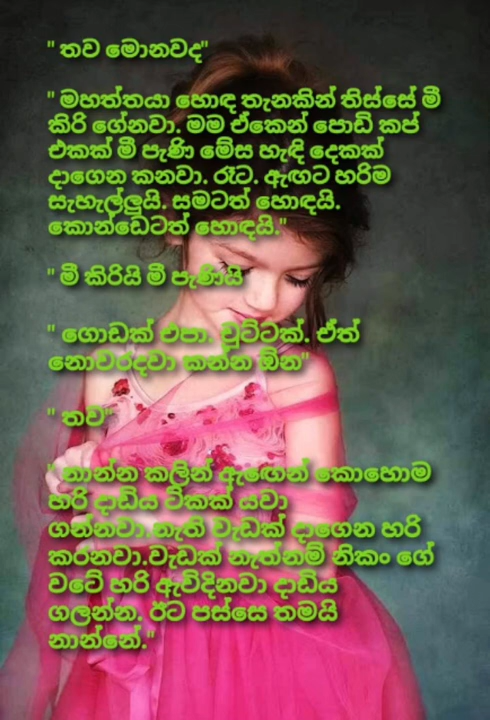 " තව මොනවද"
" මහත්තයා හොඳ තැනකින් තිස්සේ මී
කිරි ගේනවා. මම ඒකෙන් පොඩි කප්
එකක් මී පැණි මේස හැඳි දෙකක්
දාගෙන කනවා. රෑට. ඇඟට හරිම
සැහැල්ලුයි. සමටත් හොඳයි.
කොන්ඩෙටත් හොඳයි."
" මී කිරියි මී පැණියි
" ගොඩක් එපා. චුට්ටක්. ඒත්
නොවරදවා කන්න ඕන"
" තව"
" නාන්න කලින් ඇඟෙන් කොහොම
හරි දාඩිය ටිකක් යවා
ගන්නවා.නැති වැඩක් දාගෙන හරි
කරනවා.වැඩක් නැත්නම් නිකං ගේ
වටේ හරි ඇවිදිනවා දාඩිය
ගලන්න. ඊට පස්සෙ තමයි
නාන්නේ."